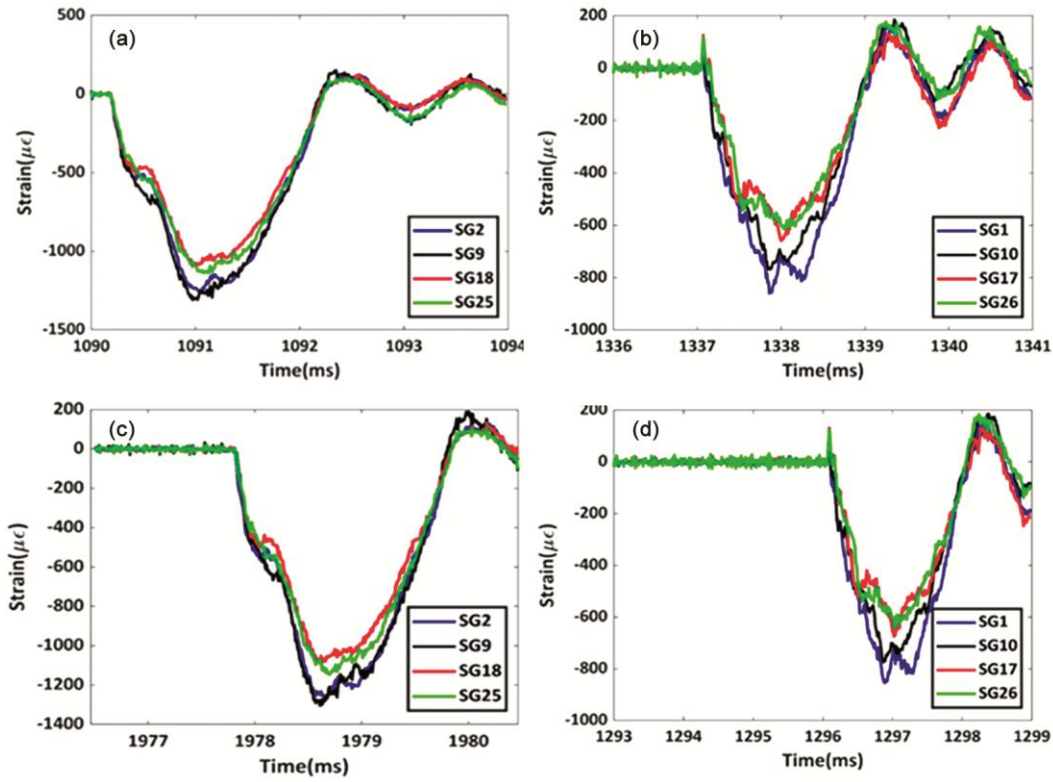 (a)
500
0
-500
-1000
-1500
Strain(με)
SG2
SG9
SG18
SG25
1090 1091 1092 1093 1094
Time(ms)
(b)
200
0
-200
-400
-600
-800
-1000
Strain(με)
SG1
SG10
SG17
SG26
1336 1337 1338 1339 1340 1341
Time(ms)
(c)
200
0
-200
-400
-600
-800
-1000
-1200
-1400
Strain(με)
SG2
SG9
SG18
SG25
1977 1978 1979 1980
Time(ms)
(d)
200
0
-200
-400
-600
-800
-1000
Strain(με)
SG1
SG10
SG17
SG26
1293 1294 1295 1296 1297 1298 1299
Time(ms)